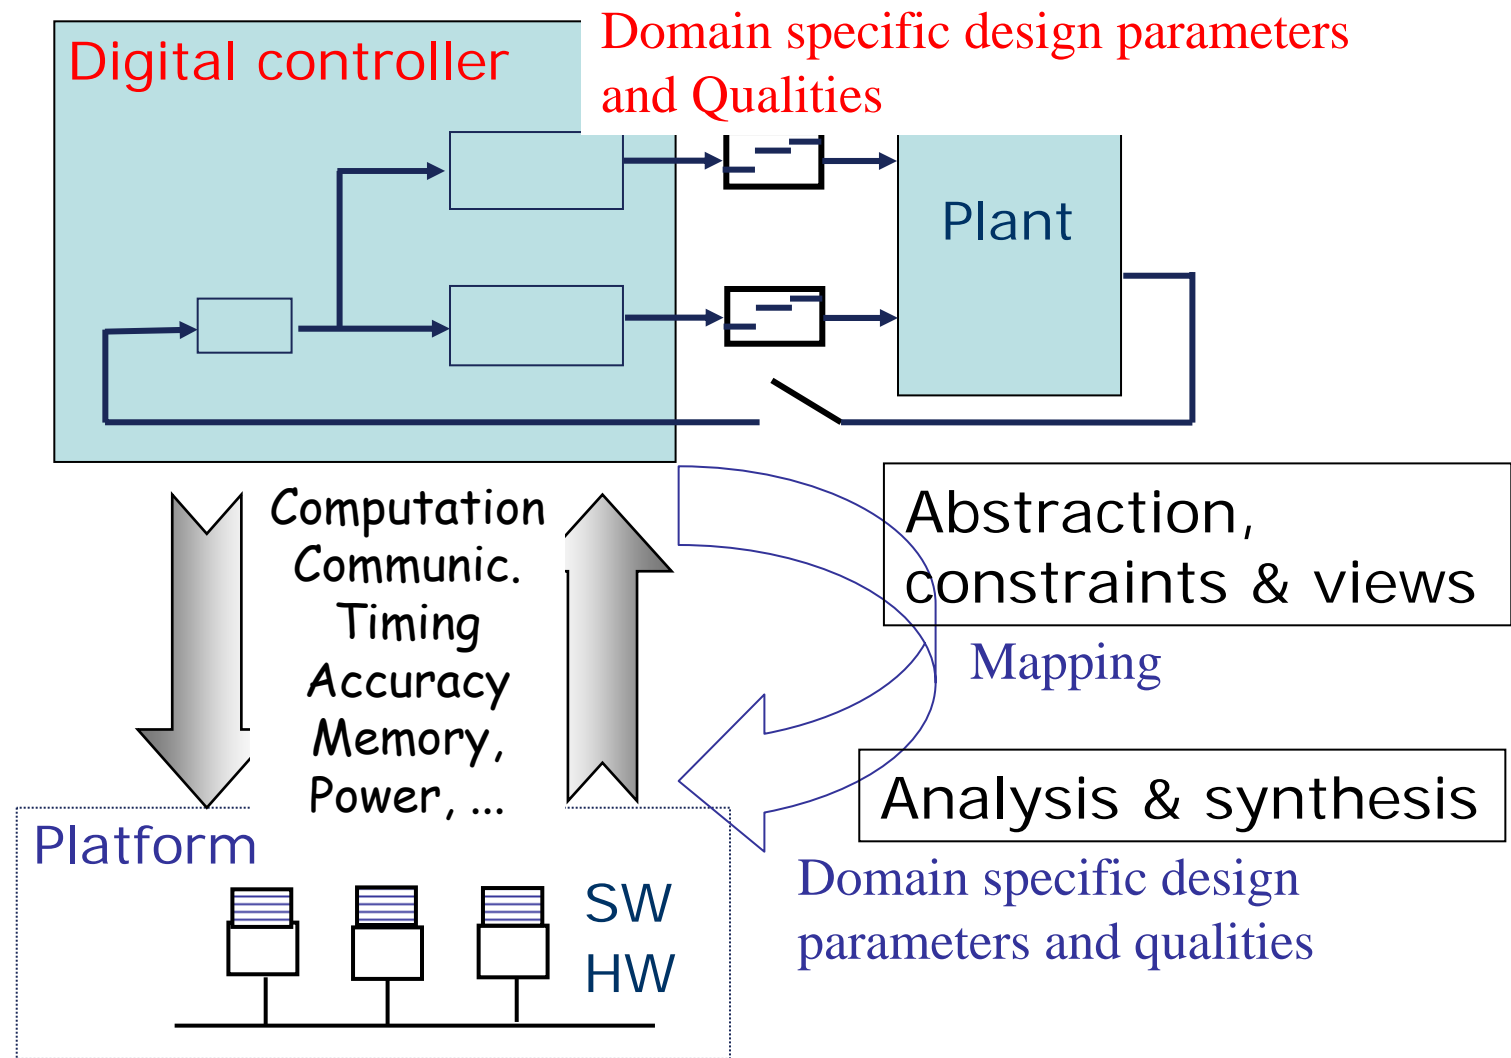 Digital controller
Domain specific design parameters
and Qualities
Plant
Computation
Communic.
Timing
Accuracy
Memory,
Power, ...
Abstraction,
constraints & views
Mapping
Analysis & synthesis
Platform
SW
HW
Domain specific design
parameters and qualities